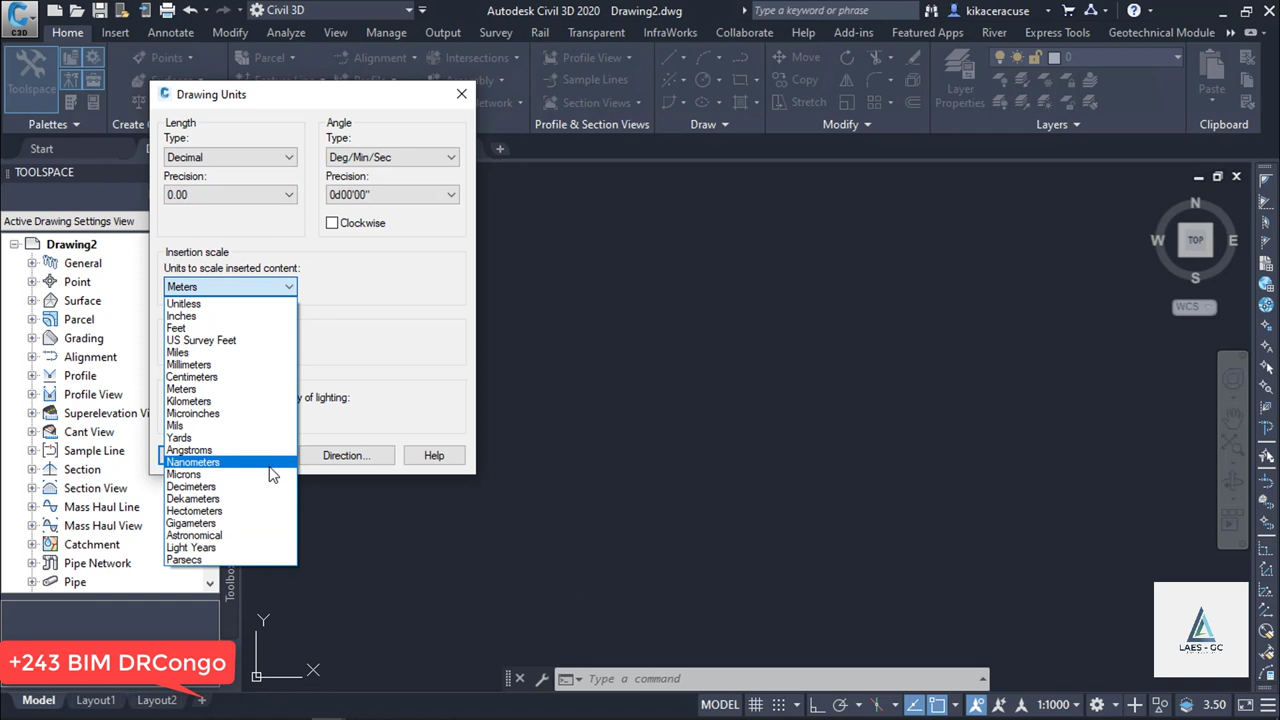 C3D
Civil 3D
Autodesk Civil 3D 2020 Drawing2.dwg
Type a keyword or phrase
kikaceracuse
Home Insert Annotate Modify Analyze View Manage Output Survey Rail Transparent InfraWorks Collaborate Help Add-ins Featured Apps River Express Tools Geotechnical Module
Toolspace
Points
Parcel
Alignment
Intersections
Profile View
Sample Lines
Section Views
Move
Copy
Stretch
Layer
Properties
0
Paste
Palettes
Profile & Section Views
Draw
Modify
Layers
Clipboard
Start
TOOLSPACE
Active Drawing Settings View
Drawing2
General
Point
Surface
Parcel
Grading
Alignment
Profile
Profile View
Superelevation V
Cant View
Sample Line
Section
Section View
Mass Haul Line
Mass Haul View
Catchment
Pipe Network
Pipe
Toolbox
Drawing Units
Length
Type:
Decimal
Precision:
0.00
Angle
Type:
Deg/Min/Sec
Precision:
0d00'00"
Clockwise
Insertion scale
Units to scale inserted content:
Meters
Unitless
Inches
Feet
US Survey Feet
Miles
Millimeters
Centimeters
Meters
Kilometers
Microinches
Mils
Yards
Angstroms
Nanometers
Microns
Decimeters
Dekameters
Hectometers
Gigameters
Astronomical
Light Years
Parsecs
y of lighting:
Direction...
Help
N
W TOP E
S
WCS
LAES - GC
Y
X
+243 BIM DRCongo
Type a command
Model Layout1 Layout2
MODEL
1:1000
3.50